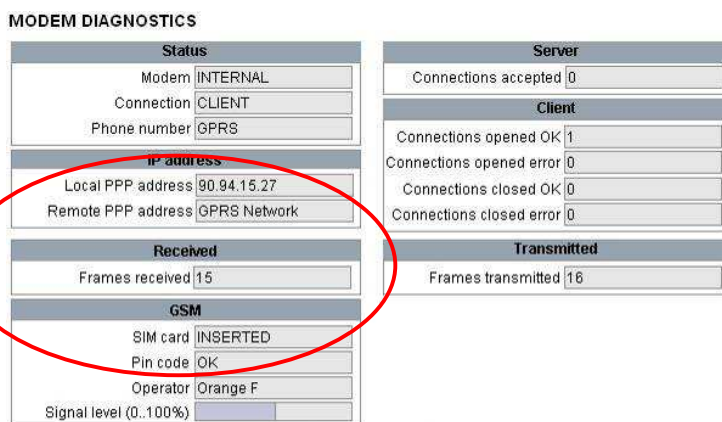 MODEM DIAGNOSTICS
Status
Modem INTERNAL
Connection CLIENT
Phone number GPRS
IP address
Local PPP address 90.94.15.27
Remote PPP address GPRS Network
Received
Frames received 15
GSM
SIM card INSERTED
Pin code OK
Operator Orange F
Signal level (0..100%)
Server
Connections accepted 0
Client
Connections opened OK 1
Connections opened error 0
Connections closed OK 0
Connections closed error 0
Transmitted
Frames transmitted 16